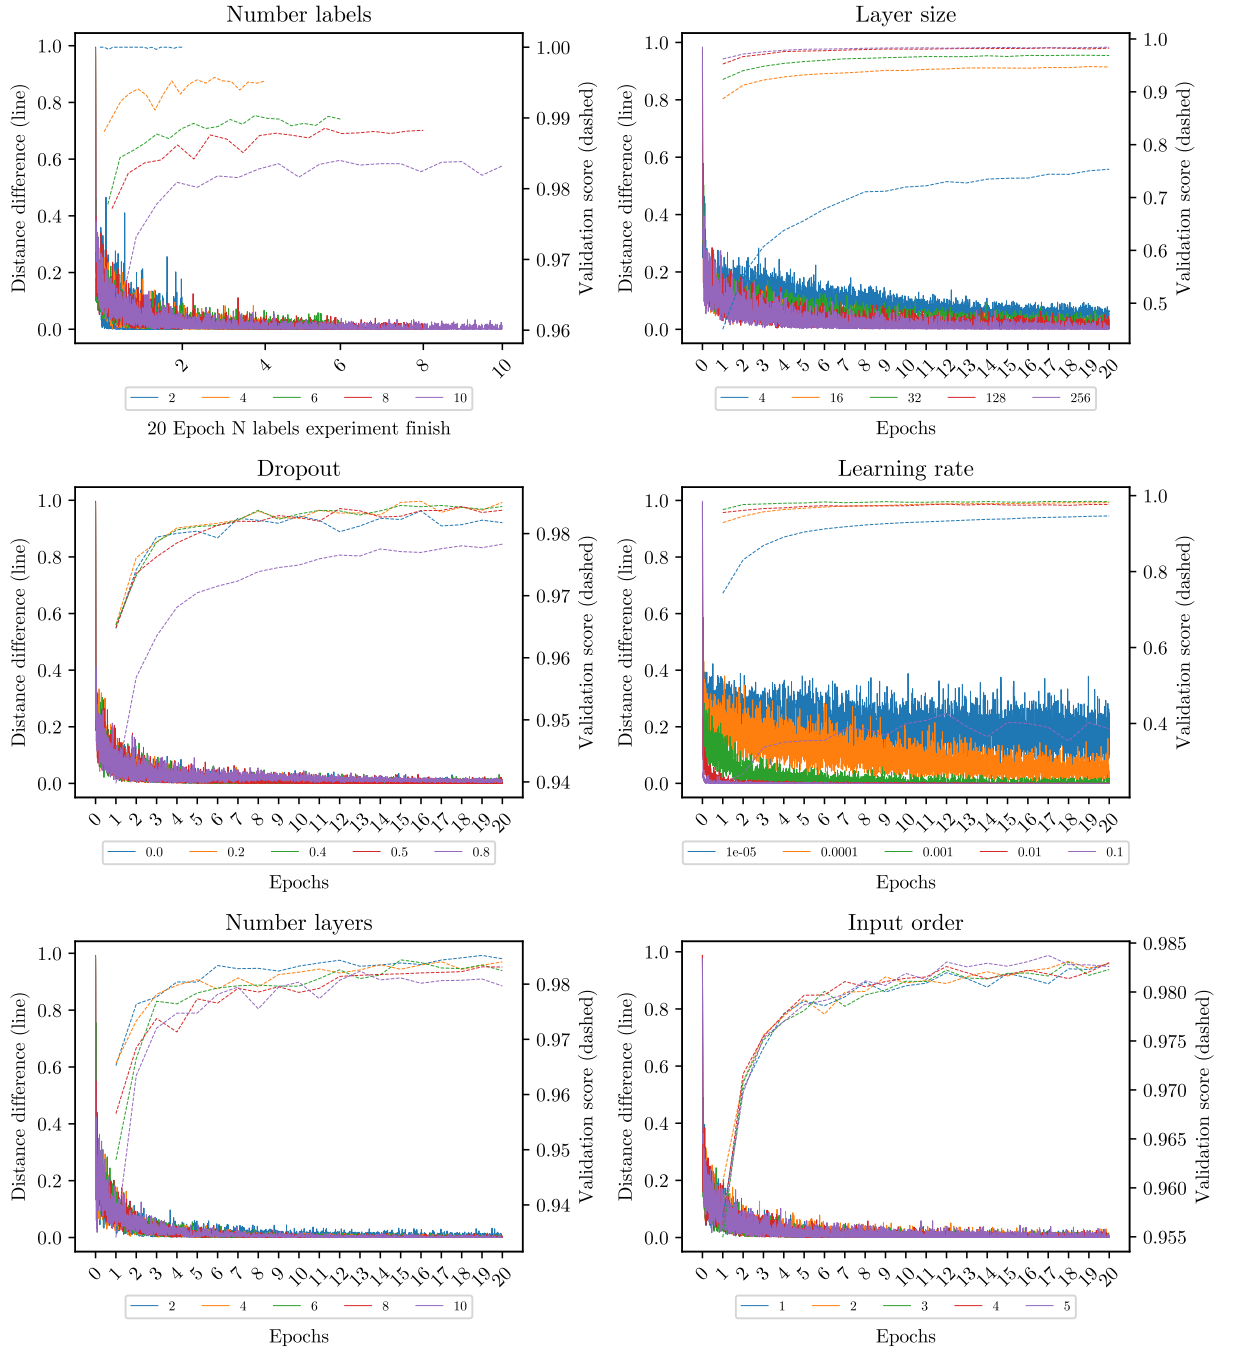 Number labels
Distance difference (line)
1.0
0.8
0.6
0.4
0.2
0.0
1.00
0.99
0.98
0.97
0.96
Validation score (dashed)
2 4 6 8 10
2 4 6 8 10
20 Epoch N labels experiment finish
Layer size
Distance difference (line)
1.0
0.8
0.6
0.4
0.2
0.0
1.0
0.9
0.8
0.7
0.6
0.5
Validation score (dashed)
0 1 2 3 4 5 6 7 8 9 10 11 12 13 14 15 16 17 18 19 20
4 16 32 128 256
Epochs
Dropout
Distance difference (line)
1.0
0.8
0.6
0.4
0.2
0.0
0.98
0.97
0.96
0.95
0.94
Validation score (dashed)
0 1 2 3 4 5 6 7 8 9 10 11 12 13 14 15 16 17 18 19 20
0.0 0.2 0.4 0.5 0.8
Epochs
Learning rate
Distance difference (line)
1.0
0.8
0.6
0.4
0.2
0.0
1.0
0.8
0.6
0.4
Validation score (dashed)
0 1 2 3 4 5 6 7 8 9 10 11 12 13 14 15 16 17 18 19 20
1e-05 0.0001 0.001 0.01 0.1
Epochs
Number layers
Distance difference (line)
1.0
0.8
0.6
0.4
0.2
0.0
0.98
0.97
0.96
0.95
0.94
Validation score (dashed)
0 1 2 3 4 5 6 7 8 9 10 11 12 13 14 15 16 17 18 19 20
2 4 6 8 10
Epochs
Input order
Distance difference (line)
1.0
0.8
0.6
0.4
0.2
0.0
0.985
0.980
0.975
0.970
0.965
0.960
0.955
Validation score (dashed)
0 1 2 3 4 5 6 7 8 9 10 11 12 13 14 15 16 17 18 19 20
1 2 3 4 5
Epochs